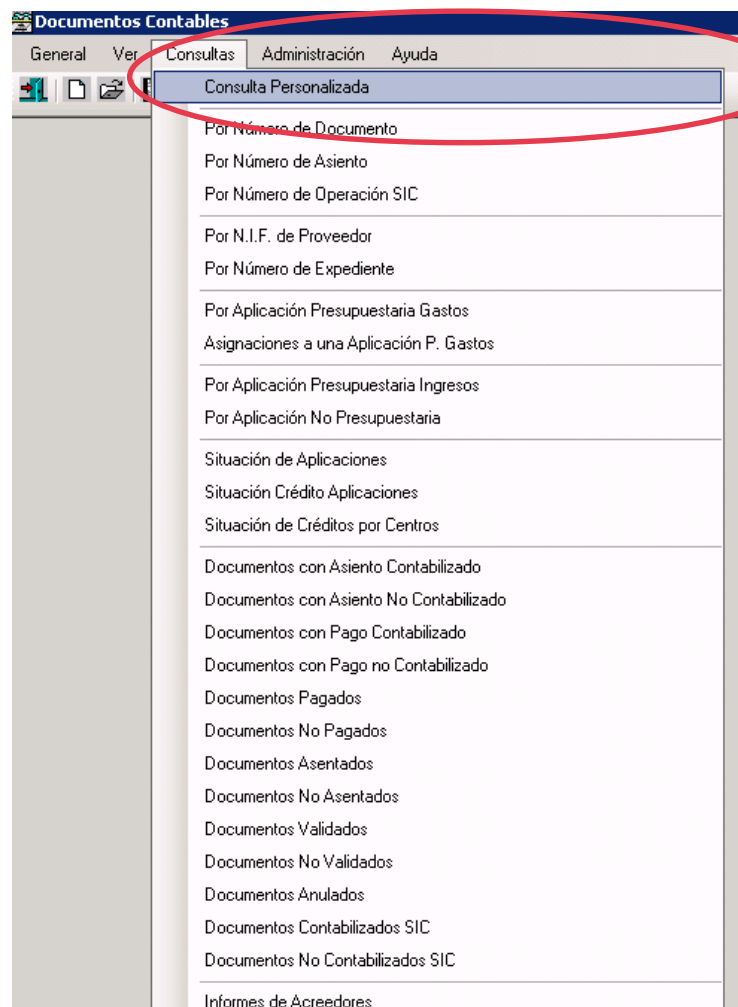 Documentos Contables
General Ver Consultas Administración Ayuda
Consulta Personalizada
Por Número de Documento
Por Número de Asiento
Por Número de Operación SIC
Por N.I.F. de Proveedor
Por Número de Expediente
Por Aplicación Presupuestaria Gastos
Asignaciones a una Aplicación P. Gastos
Por Aplicación Presupuestaria Ingresos
Por Aplicación No Presupuestaria
Situación de Aplicaciones
Situación Crédito Aplicaciones
Situación de Créditos por Centros
Documentos con Asiento Contabilizado
Documentos con Asiento No Contabilizado
Documentos con Pago Contabilizado
Documentos con Pago no Contabilizado
Documentos Pagados
Documentos No Pagados
Documentos Asentados
Documentos No Asentados
Documentos Validados
Documentos No Validados
Documentos Anulados
Documentos Contabilizados SIC
Documentos No Contabilizados SIC
Informes de Acreedores